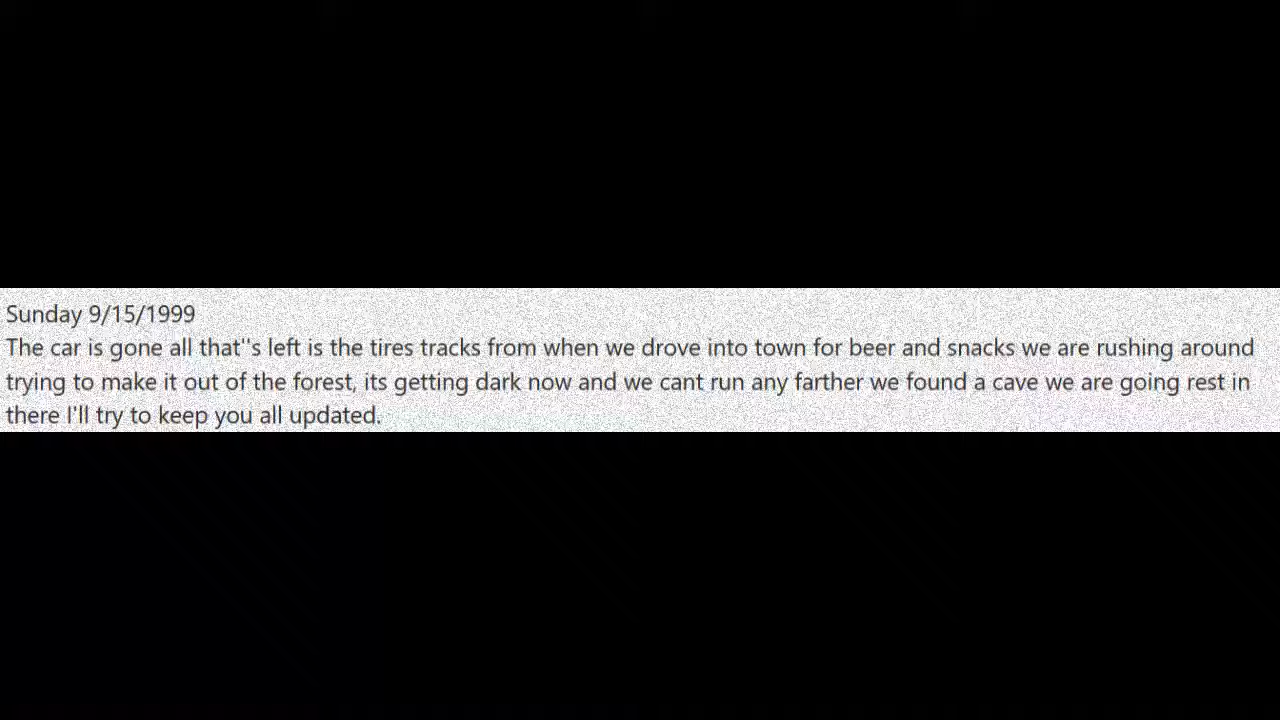 Sunday 9/15/1999
The car is gone all that''s left is the tires tracks from when we drove into town for beer and snacks we are rushing around
trying to make it out of the forest, its getting dark now and we cant run any farther we found a cave we are going rest in
there I'll try to keep you all updated.